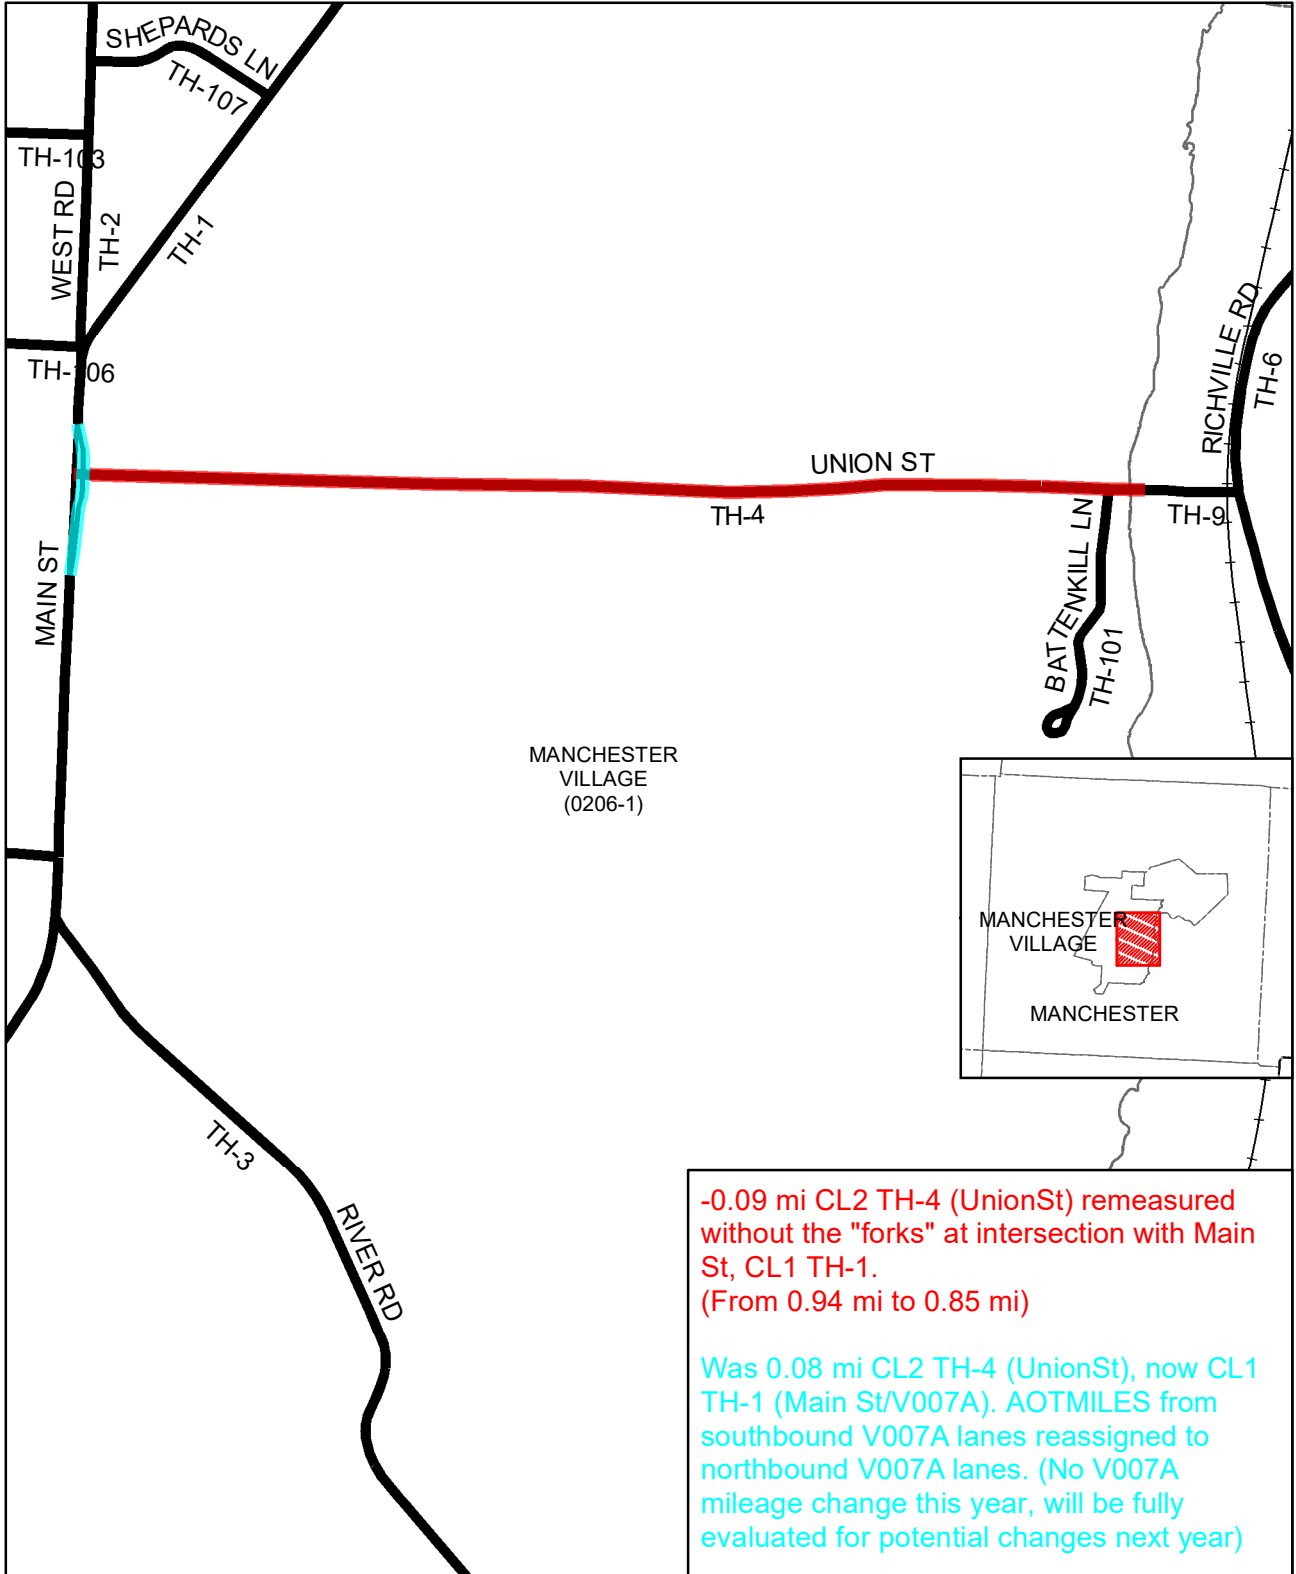 SHEPARDS LN
TH-107
TH-103
WEST RD
TH-2
TH-1
TH-106
RICHVILLE RD
TH-6
UNION ST
TH-4
TH-9
MAIN ST
BATTENKILL LN
TH-101
MANCHESTER
VILLAGE
(0206-1)
MANCHESTER
VILLAGE
MANCHESTER
TH-3
RIVER RD
-0.09 mi CL2 TH-4 (UnionSt) remeasured
without the "forks" at intersection with Main
St, CL1 TH-1.
(From 0.94 mi to 0.85 mi)
Was 0.08 mi CL2 TH-4 (UnionSt), now CL1
TH-1 (Main St/V007A). AOTMILES from
southbound V007A lanes reassigned to
northbound V007A lanes. (No V007A
mileage change this year, will be fully
evaluated for potential changes next year)